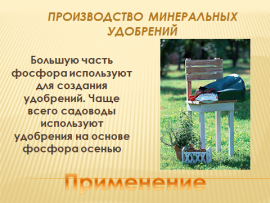 ПРОИЗВОДСТВО МИНЕРАЛЬНЫХ
УДОБРЕНИЙ
Большую часть
фосфора используют
для создания
удобрений. Чаще
всего садоводы
используют
удобрения на основе
фосфора осенью
Применение